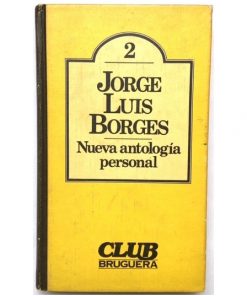 2
JORGE
LUIS
BORGES
Nueva antología
personal
CLUB
BRUGUERA